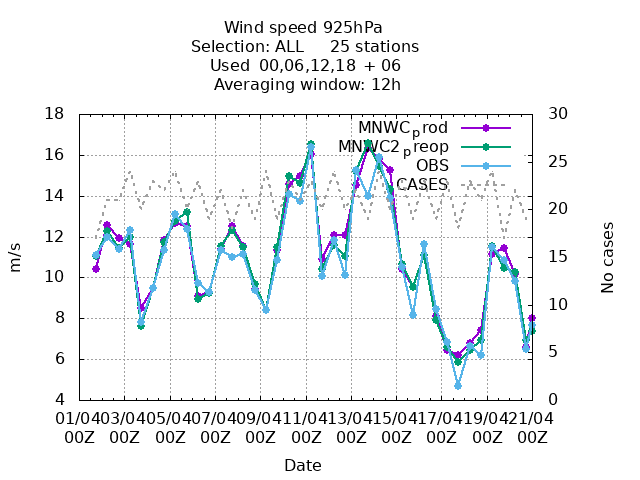 Wind speed 925hPa
Selection: ALL     25 stations
Used  00,06,12,18 + 06
Averaging window: 12h
18 30
MNWCprod
16 25
MNWC2preop
OBS
14 CASES 20
12 15
m/s
No cases
10 10
8
6 5
4 0
01/04 03/04 05/04 07/04 09/04 11/04 13/04 15/04 17/04 19/04 21/04
00Z 00Z 00Z 00Z 00Z 00Z 00Z 00Z 00Z 00Z 00Z
Date